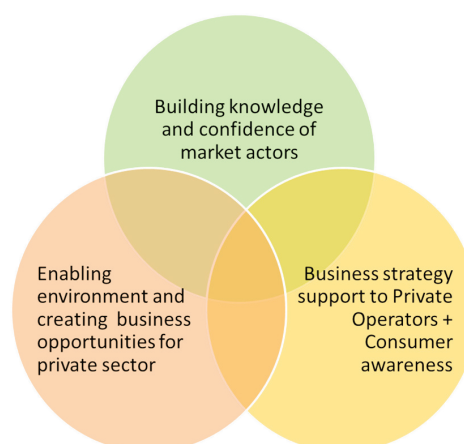 Building knowledge
and confidence of
market actors
Enabling
environment and
creating business
opportunities for
private sector
Business strategy
support to Private
Operators +
Consumer
awareness